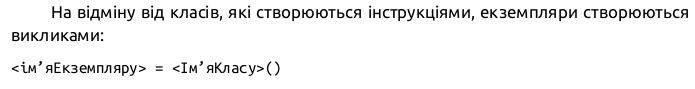 На відміну від класів, які створюються інструкціями, екземпляри створюються
викликами:
<ім’яЕкземпляру> = <Ім’яКласу>()